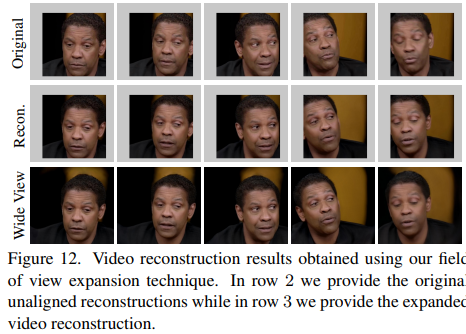 Original
Recon.
Wide View
Figure 12. Video reconstruction results obtained using our field
of view expansion technique. In row 2 we provide the original
unaligned reconstructions while in row 3 we provide the expanded
video reconstruction.